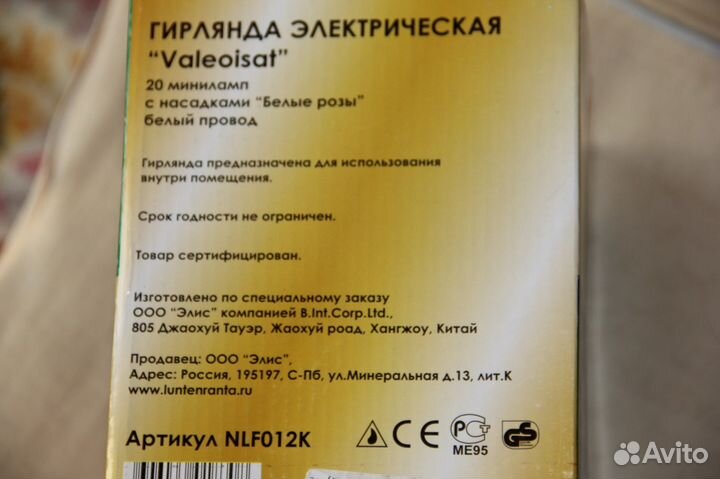 ГИРЛЯНДА ЭЛЕКТРИЧЕСКАЯ
"Valeoisat"
20 миниламп
с насадками "Белые розы"
белый провод
Гирлянда предназначена для использования
внутри помещения.
Срок годности не ограничен.
Товар сертифицирован.
Изготовлено по специальному заказу
ООО "Элис" компанией B.Int.Corp.Ltd.,
805 Джаохуй Тауэр, Жаохуй роад, Хангжоу, Китай
Продавец: ООО "Элис",
Адрес: Россия, 195197, С-Пб, ул.Минеральная д.13, лит.К
www.luntenranta.ru
Артикул NLF012K
CE
РСТ
ME95
GS
Avito